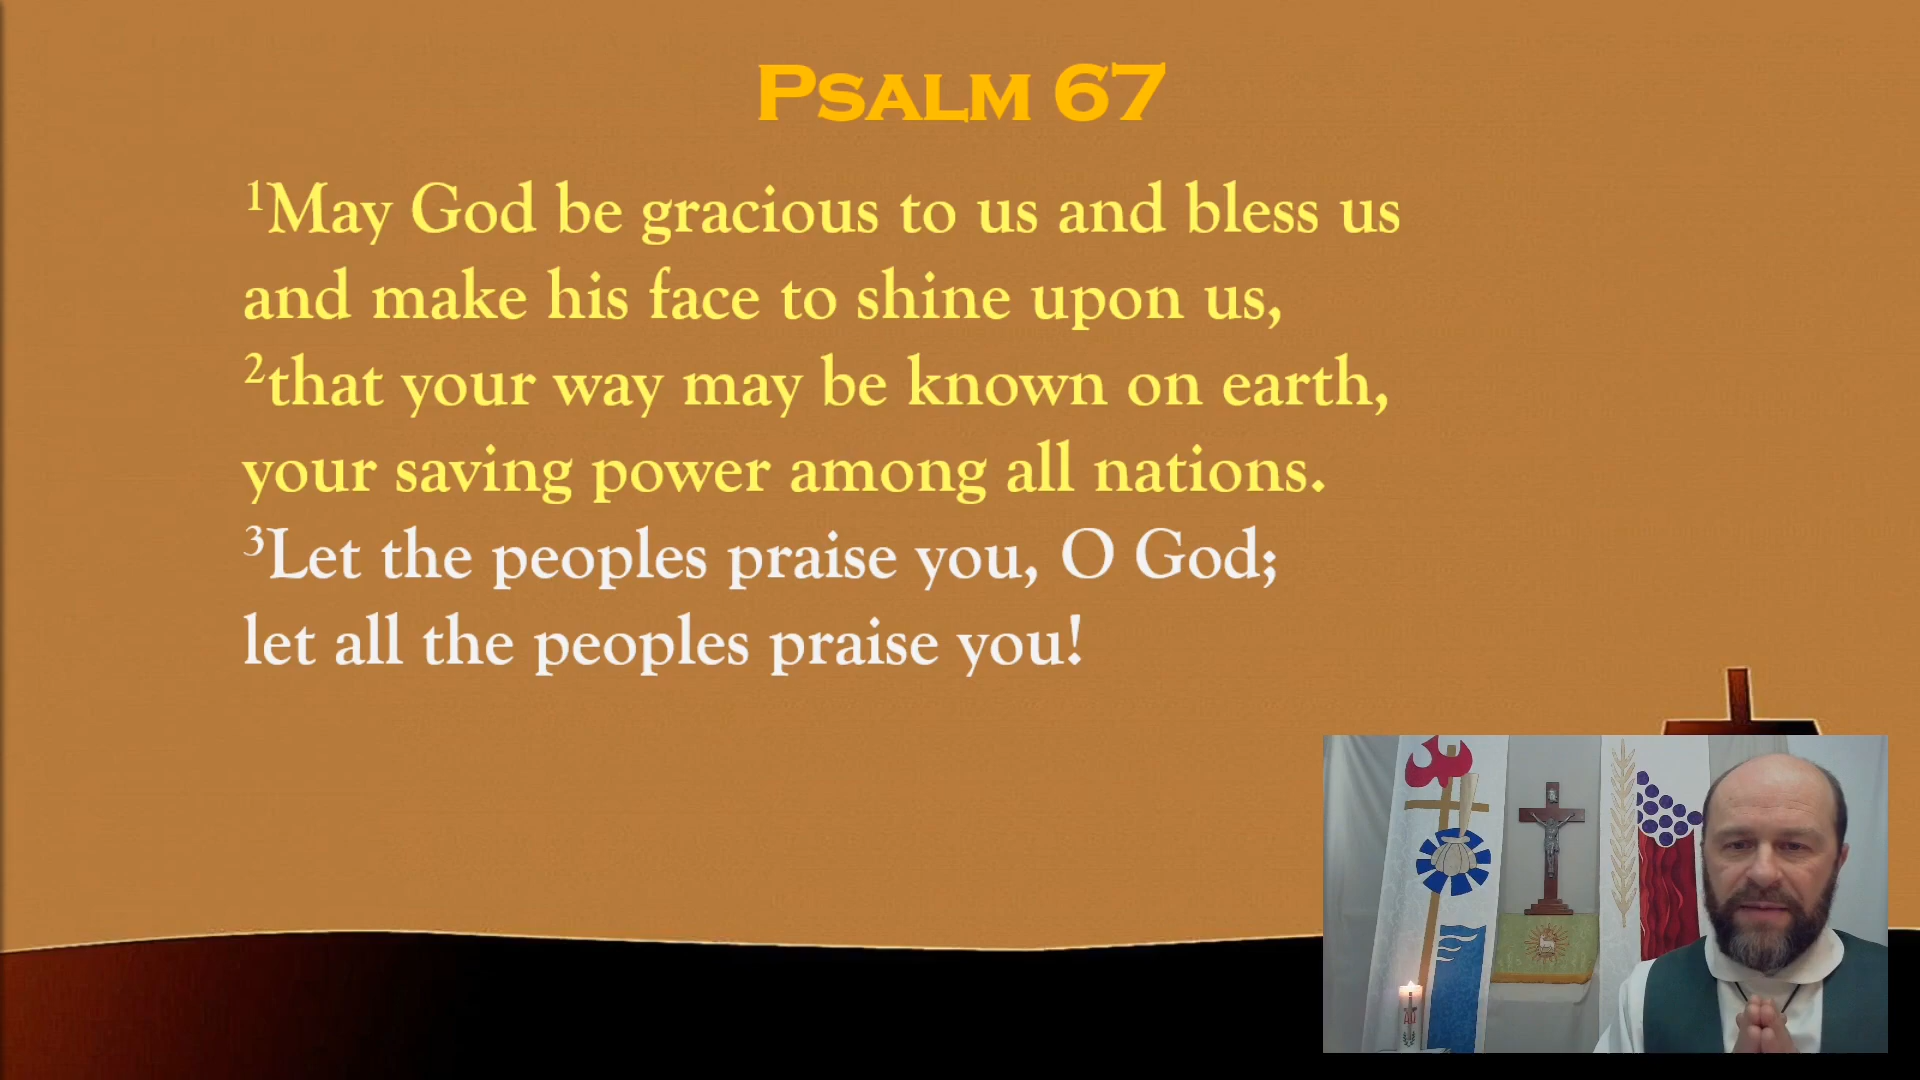 Psalm 67
¹May God be gracious to us and bless us
and make his face to shine upon us,
²that your way may be known on earth,
your saving power among all nations.
³Let the peoples praise you, O God;
let all the peoples praise you!